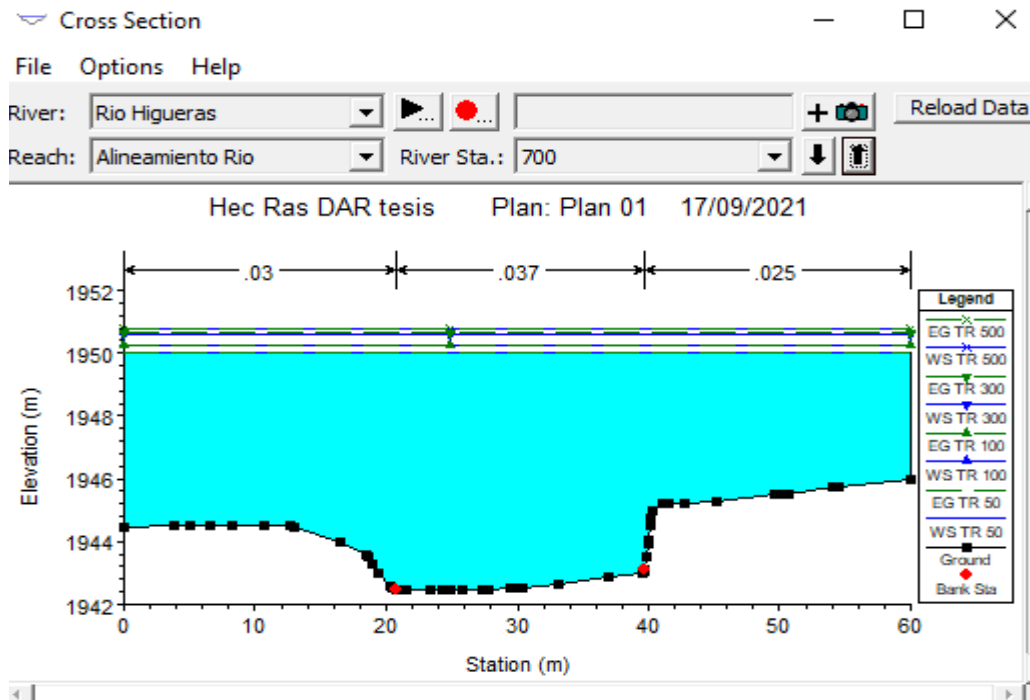 Cross Section
File Options Help
River: Rio Higueras
Reload Data
Reach: Alineamiento Rio River Sta.: 700
Hec Ras DAR tesis Plan: Plan 01 17/09/2021
.03 .037 .025
1952
1950
1948
1946
1944
1942
Elevation (m)
0 10 20 30 40 50 60
Station (m)
Legend
EG TR 500
WS TR 500
EG TR 300
WS TR 300
EG TR 100
WS TR 100
EG TR 50
WS TR 50
Ground
Bank Sta